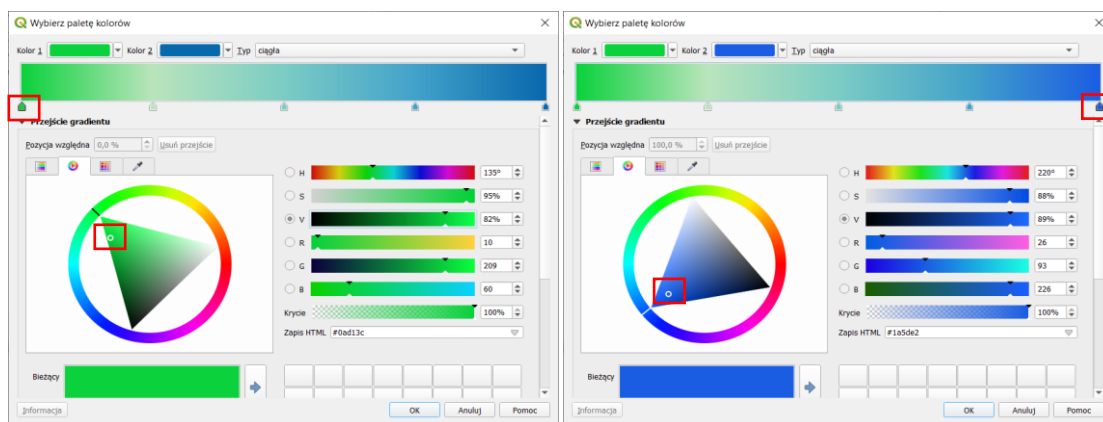 Wybierz paletę kolorów
Kolor 1 Kolor 2 Typ ciągła
Przejście gradientu
Pozycja względna 0,0 % Usuń przejście
H 135°
S 95%
V 82%
R 10
G 209
B 60
Krycie 100%
Zapis HTML #0ad13c
Bieżący
Informacja OK Anuluj Pomoc
Wybierz paletę kolorów
Kolor 1 Kolor 2 Typ ciągła
Przejście gradientu
Pozycja względna 100,0 % Usuń przejście
H 220°
S 88%
V 89%
R 26
G 93
B 226
Krycie 100%
Zapis HTML #1a5de2
Bieżący
Informacja OK Anuluj Pomoc